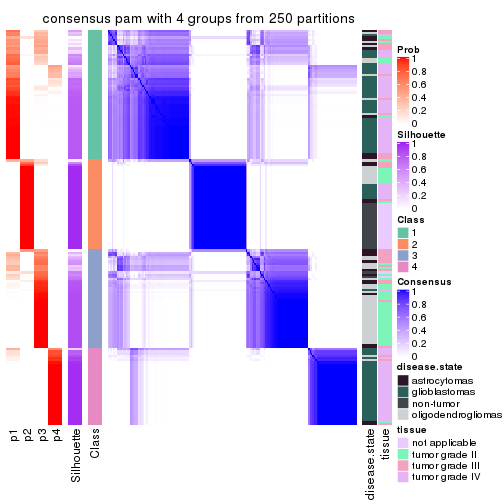 consensus pam with 4 groups from 250 partitions
Prob
1
0.8
0.6
0.4
0.2
0
Silhouette
1
0.8
0.6
0.4
0.2
0
Class
1
2
3
4
Consensus
1
0.8
0.6
0.4
0.2
0
disease.state
astrocytomas
glioblastomas
non-tumor
oligodendrogliomas
tissue
not applicable
tumor grade II
tumor grade III
tumor grade IV
p1
p2
p3
p4
Silhouette
Class
disease.state
tissue